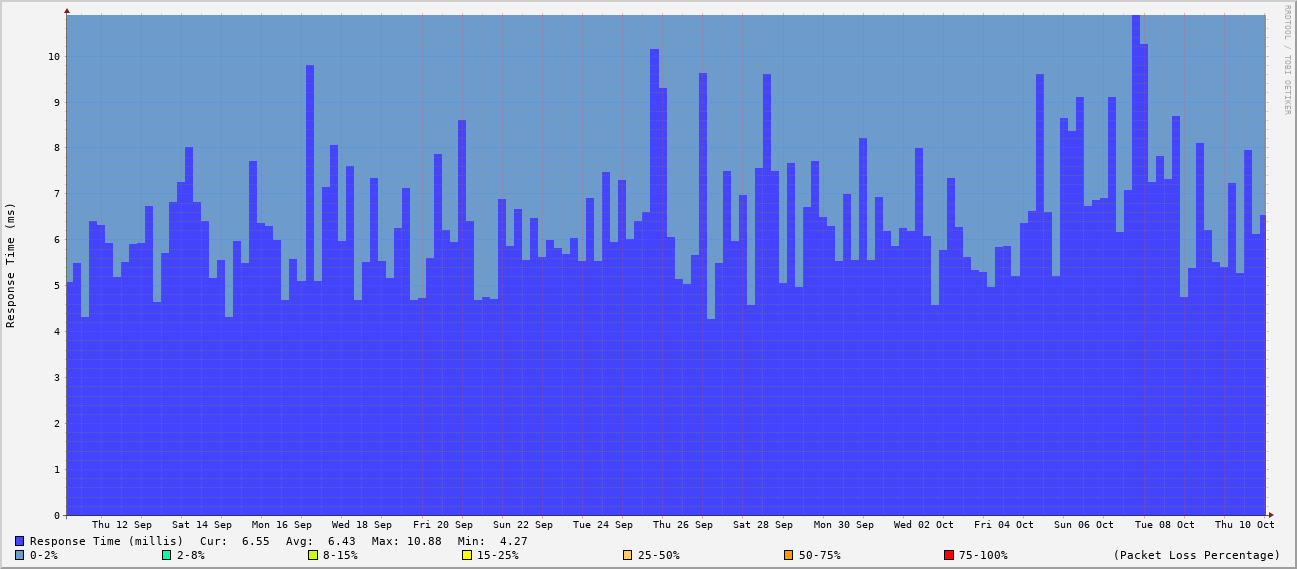 RRDTOOL / TOBI OETIKER
Response Time (ms)
10
9
8
7
6
5
4
3
2
1
0
Thu 12 Sep Sat 14 Sep Mon 16 Sep Wed 18 Sep Fri 20 Sep Sun 22 Sep Tue 24 Sep Thu 26 Sep Sat 28 Sep Mon 30 Sep Wed 02 Oct Fri 04 Oct Sun 06 Oct Tue 08 Oct Thu 10 Oct
Response Time (millis) Cur: 6.55 Avg: 6.43 Max: 10.88 Min: 4.27
0-2% 2-8% 8-15% 15-25% 25-50% 50-75% 75-100% (Packet Loss Percentage)